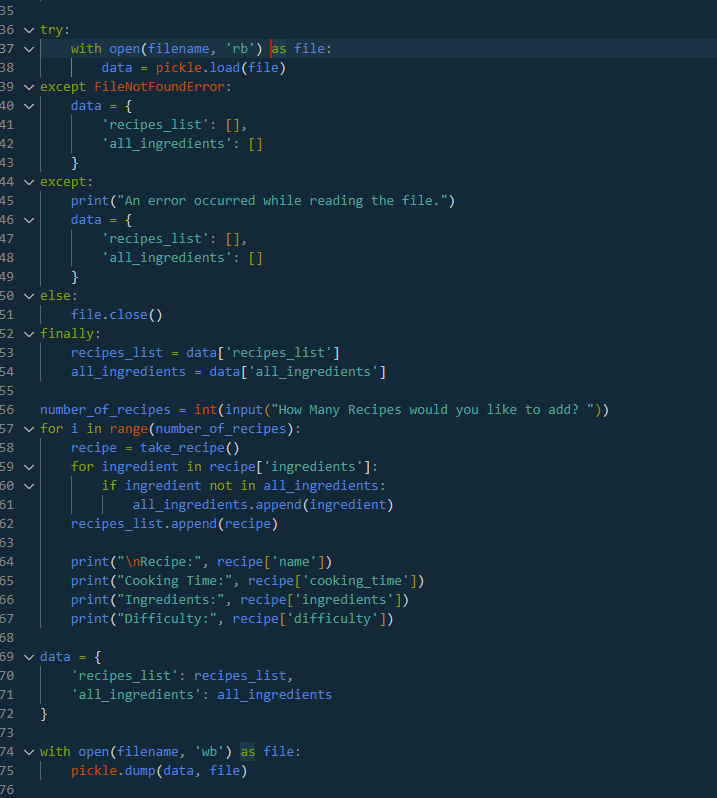 35
36 try:
37     with open(filename, 'rb') as file:
38         data = pickle.load(file)
39 except FileNotFoundError:
40     data = {
41         'recipes_list': [],
42         'all_ingredients': []
43     }
44 except:
45     print("An error occurred while reading the file.")
46     data = {
47         'recipes_list': [],
48         'all_ingredients': []
49     }
50 else:
51     file.close()
52 finally:
53     recipes_list = data['recipes_list']
54     all_ingredients = data['all_ingredients']
55
56 number_of_recipes = int(input("How Many Recipes would you like to add? "))
57 for i in range(number_of_recipes):
58     recipe = take_recipe()
59     for ingredient in recipe['ingredients']:
60         if ingredient not in all_ingredients:
61             all_ingredients.append(ingredient)
62     recipes_list.append(recipe)
63
64     print("\nRecipe:", recipe['name'])
65     print("Cooking Time:", recipe['cooking_time'])
66     print("Ingredients:", recipe['ingredients'])
67     print("Difficulty:", recipe['difficulty'])
68
69 data = {
70     'recipes_list': recipes_list,
71     'all_ingredients': all_ingredients
72 }
73
74 with open(filename, 'wb') as file:
75     pickle.dump(data, file)
76